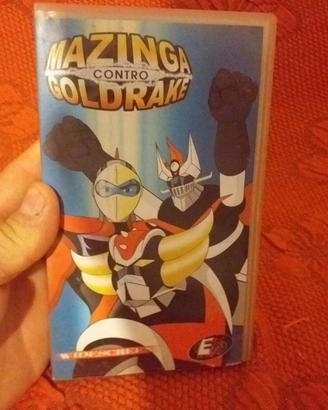 MAZINGA
CONTRO
GOLDRAKE
WIDESCREEN
E